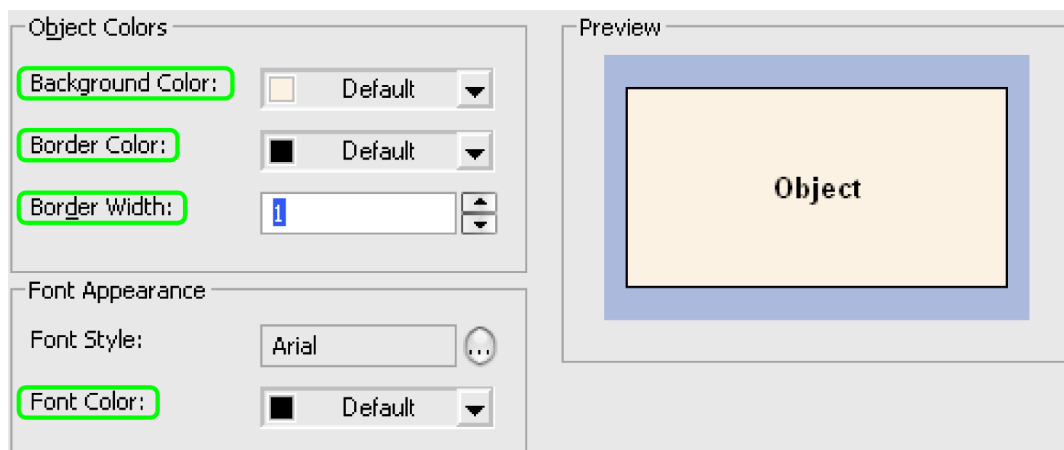 Object Colors
Background Color:
Default
Border Color:
Default
Border Width:
1
Font Appearance
Font Style:
Arial
...
Font Color:
Default
Preview
Object